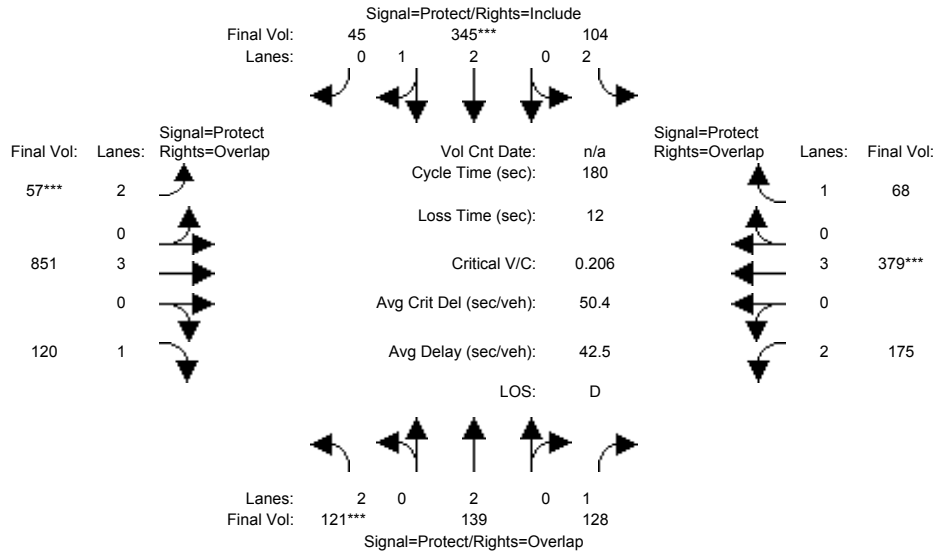 Signal=Protect/Rights=Include
Final Vol: 45 345*** 104
Lanes: 0 1 2 0 2
Signal=Protect Signal=Protect
Final Vol: Lanes: Rights=Overlap Vol Cnt Date: n/a Rights=Overlap Lanes: Final Vol:
Cycle Time (sec): 180
57*** 2 1 68
Loss Time (sec): 12
0 0
851 3 Critical V/C: 0.206 3 379***
0 Avg Crit Del (sec/veh): 50.4 0
120 1 Avg Delay (sec/veh): 42.5 2 175
LOS: D
Lanes: 2 0 2 0 1
Final Vol: 121*** 139 128
Signal=Protect/Rights=Overlap